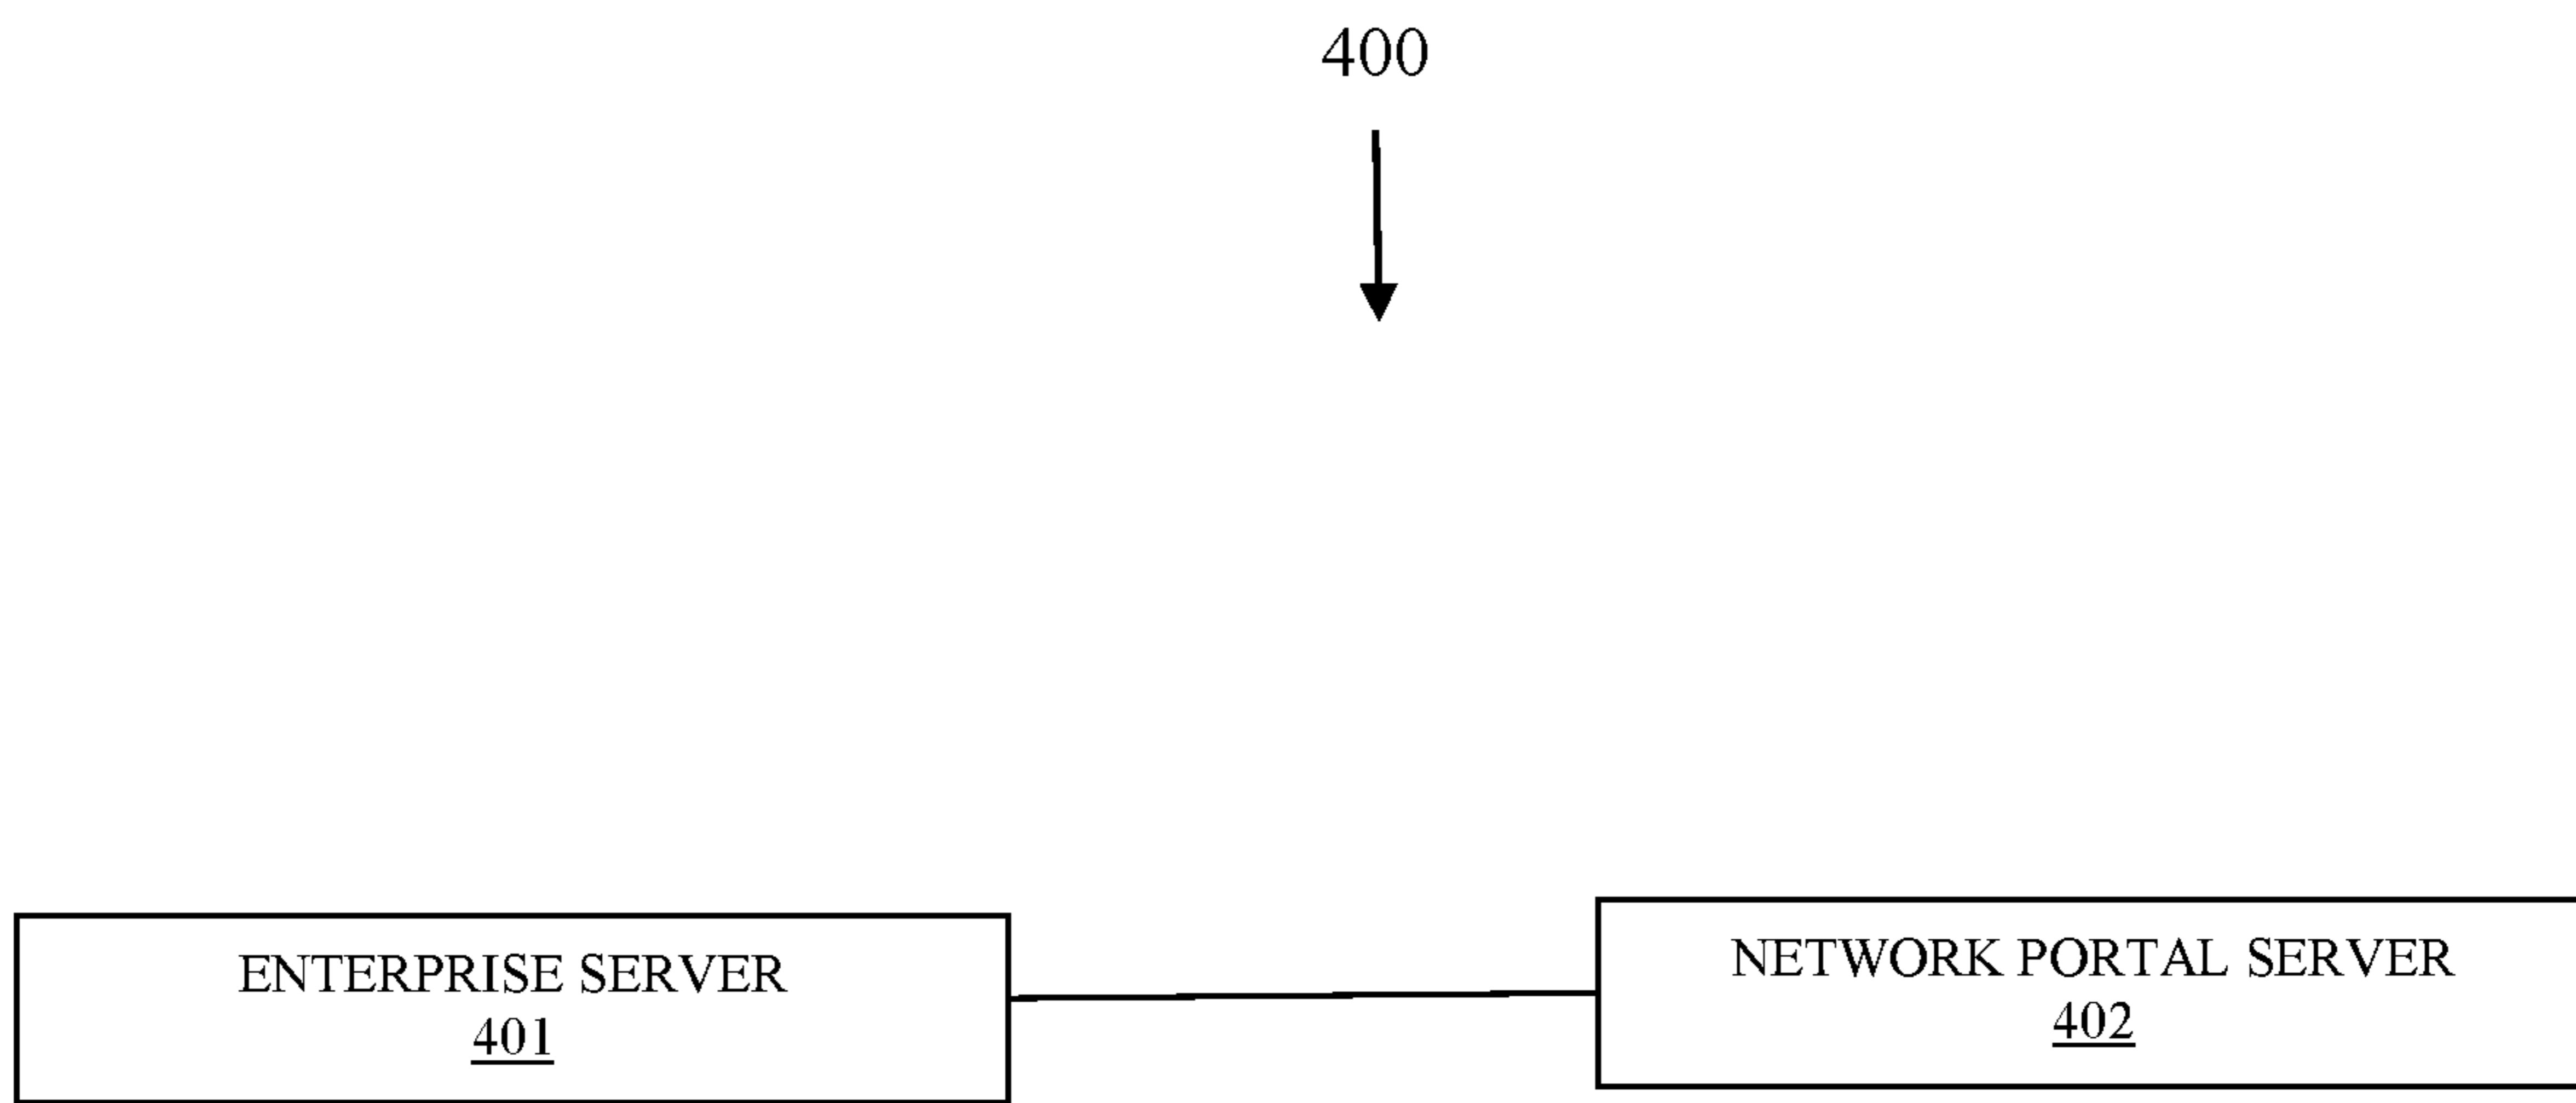 400
ENTERPRISE SERVER
401
NETWORK PORTAL SERVER
402